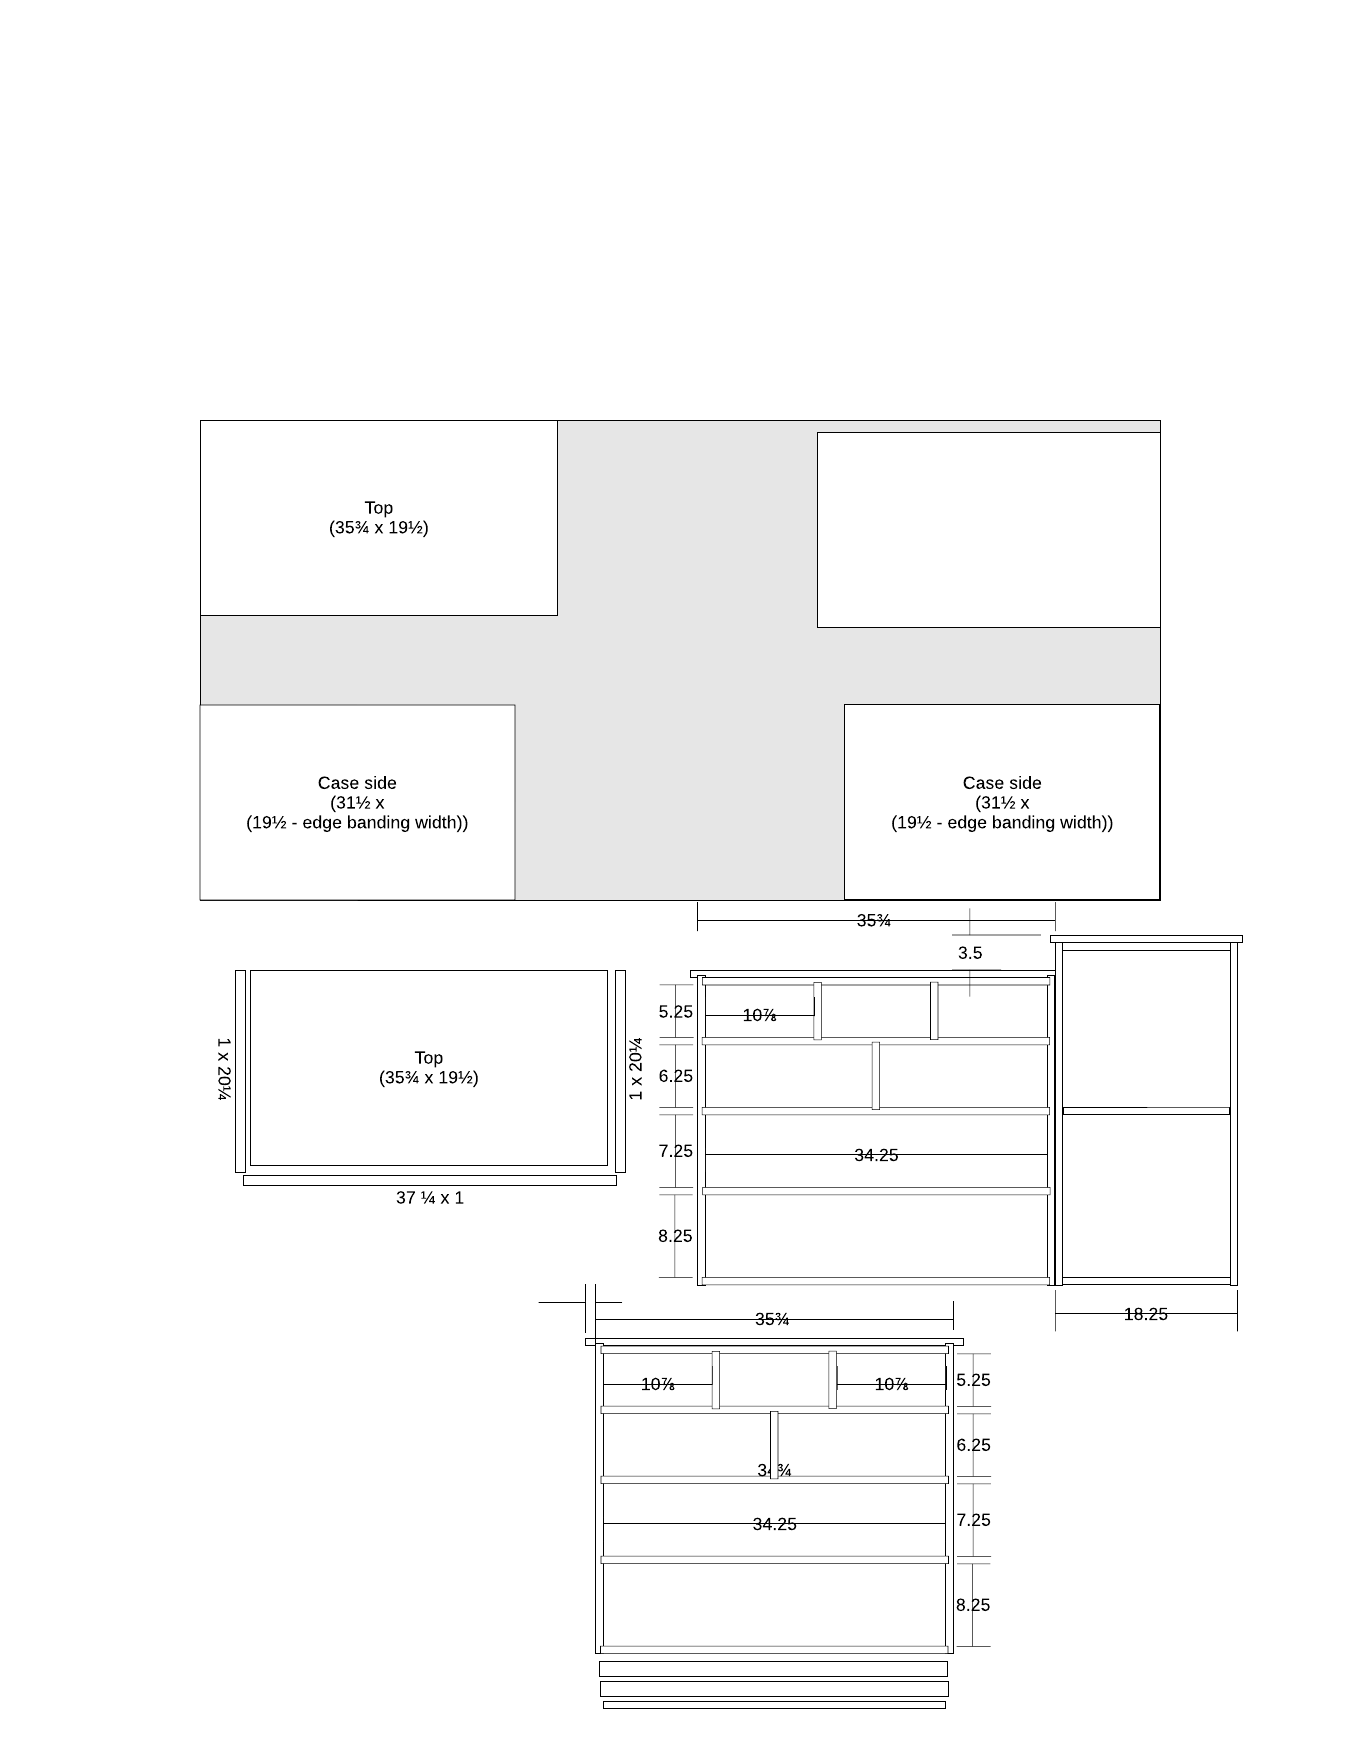 Top
(35¾ x 19½)
Case side
(31½ x
(19½ - edge banding width))
Case side
(31½ x
(19½ - edge banding width))
35¾
3.5
5.25
10⅞
1 x 20¼
Top
(35¾ x 19½)
1 x 20¼
6.25
7.25
34.25
37 ¼ x 1
8.25
18.25
35¾
10⅞
10⅞
5.25
6.25
34¾
7.25
34.25
8.25